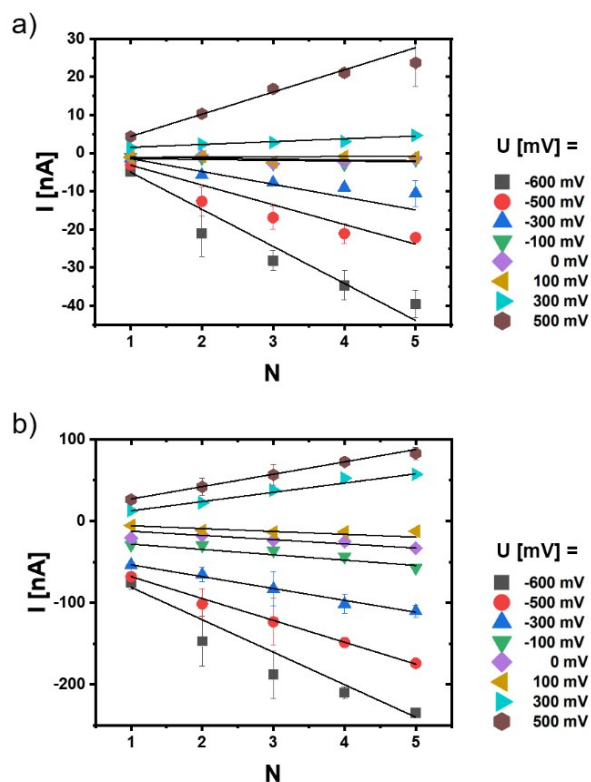 a)
30
20
10
0
-10
-20
-30
-40
I [nA]
1 2 3 4 5
N
U [mV] =
-600 mV
-500 mV
-300 mV
-100 mV
0 mV
100 mV
300 mV
500 mV
b)
100
0
-100
-200
I [nA]
1 2 3 4 5
N
U [mV] =
-600 mV
-500 mV
-300 mV
-100 mV
0 mV
100 mV
300 mV
500 mV